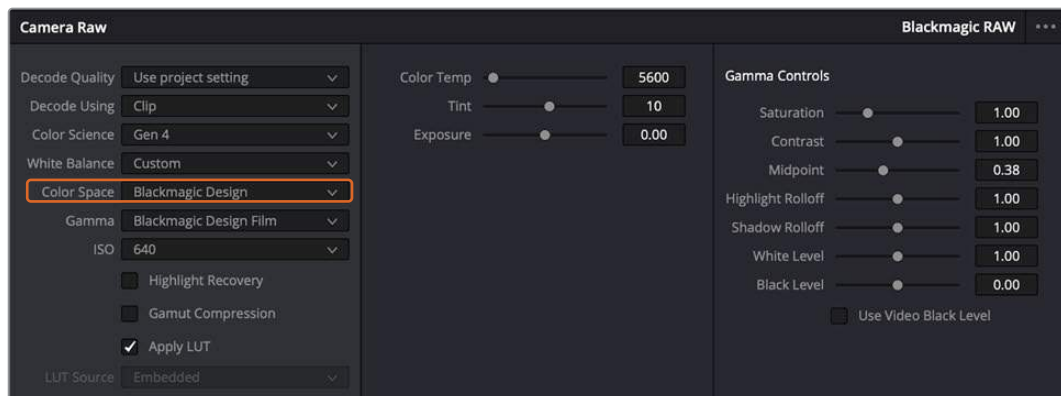 Camera Raw
Blackmagic RAW
Decode Quality Use project setting
Decode Using Clip
Color Science Gen 4
White Balance Custom
Color Space Blackmagic Design
Gamma Blackmagic Design Film
ISO 640
Highlight Recovery
Gamut Compression
Apply LUT
LUT Source Embedded
Color Temp 5600
Tint 10
Exposure 0.00
Gamma Controls
Saturation 1.00
Contrast 1.00
Midpoint 0.38
Highlight Rolloff 1.00
Shadow Rolloff 1.00
White Level 1.00
Black Level 0.00
Use Video Black Level